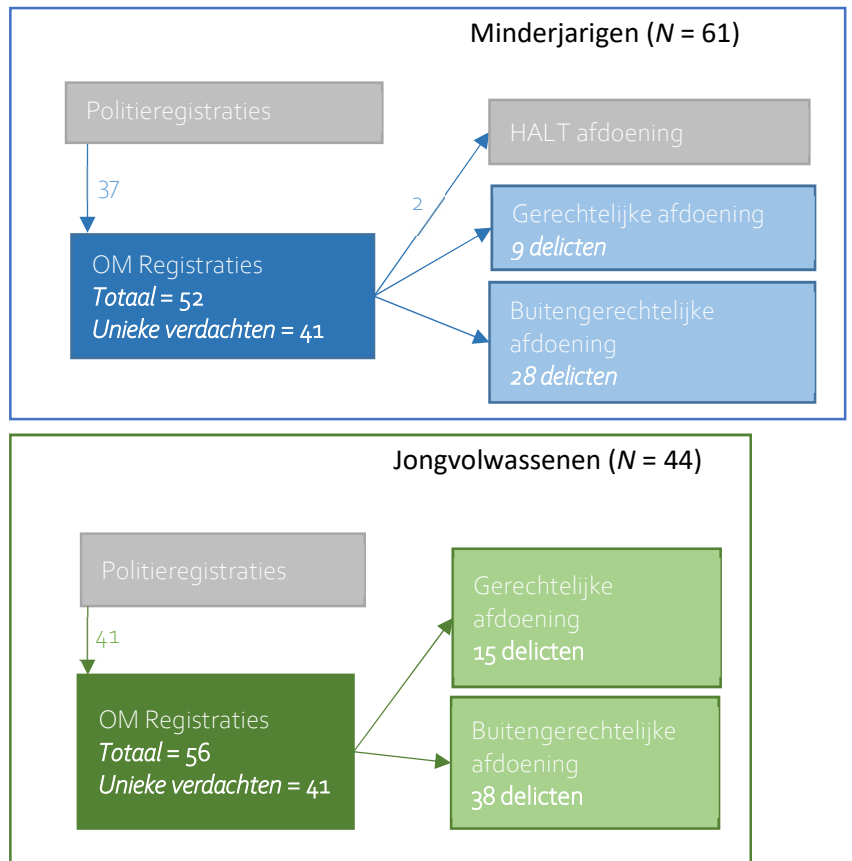 Minderjarigen (N = 61)
Politieregistraties
37
OM Registraties
Totaal = 52
Unieke verdachten = 41
2
HALT afdoening
Gerechtelijke afdoening
9 delicten
Buitengerechtelijke
afdoening
28 delicten
Jongvolwassenen (N = 44)
Politieregistraties
41
OM Registraties
Totaal = 56
Unieke verdachten = 41
Gerechtelijke
afdoening
15 delicten
Buitengerechtelijke
afdoening
38 delicten